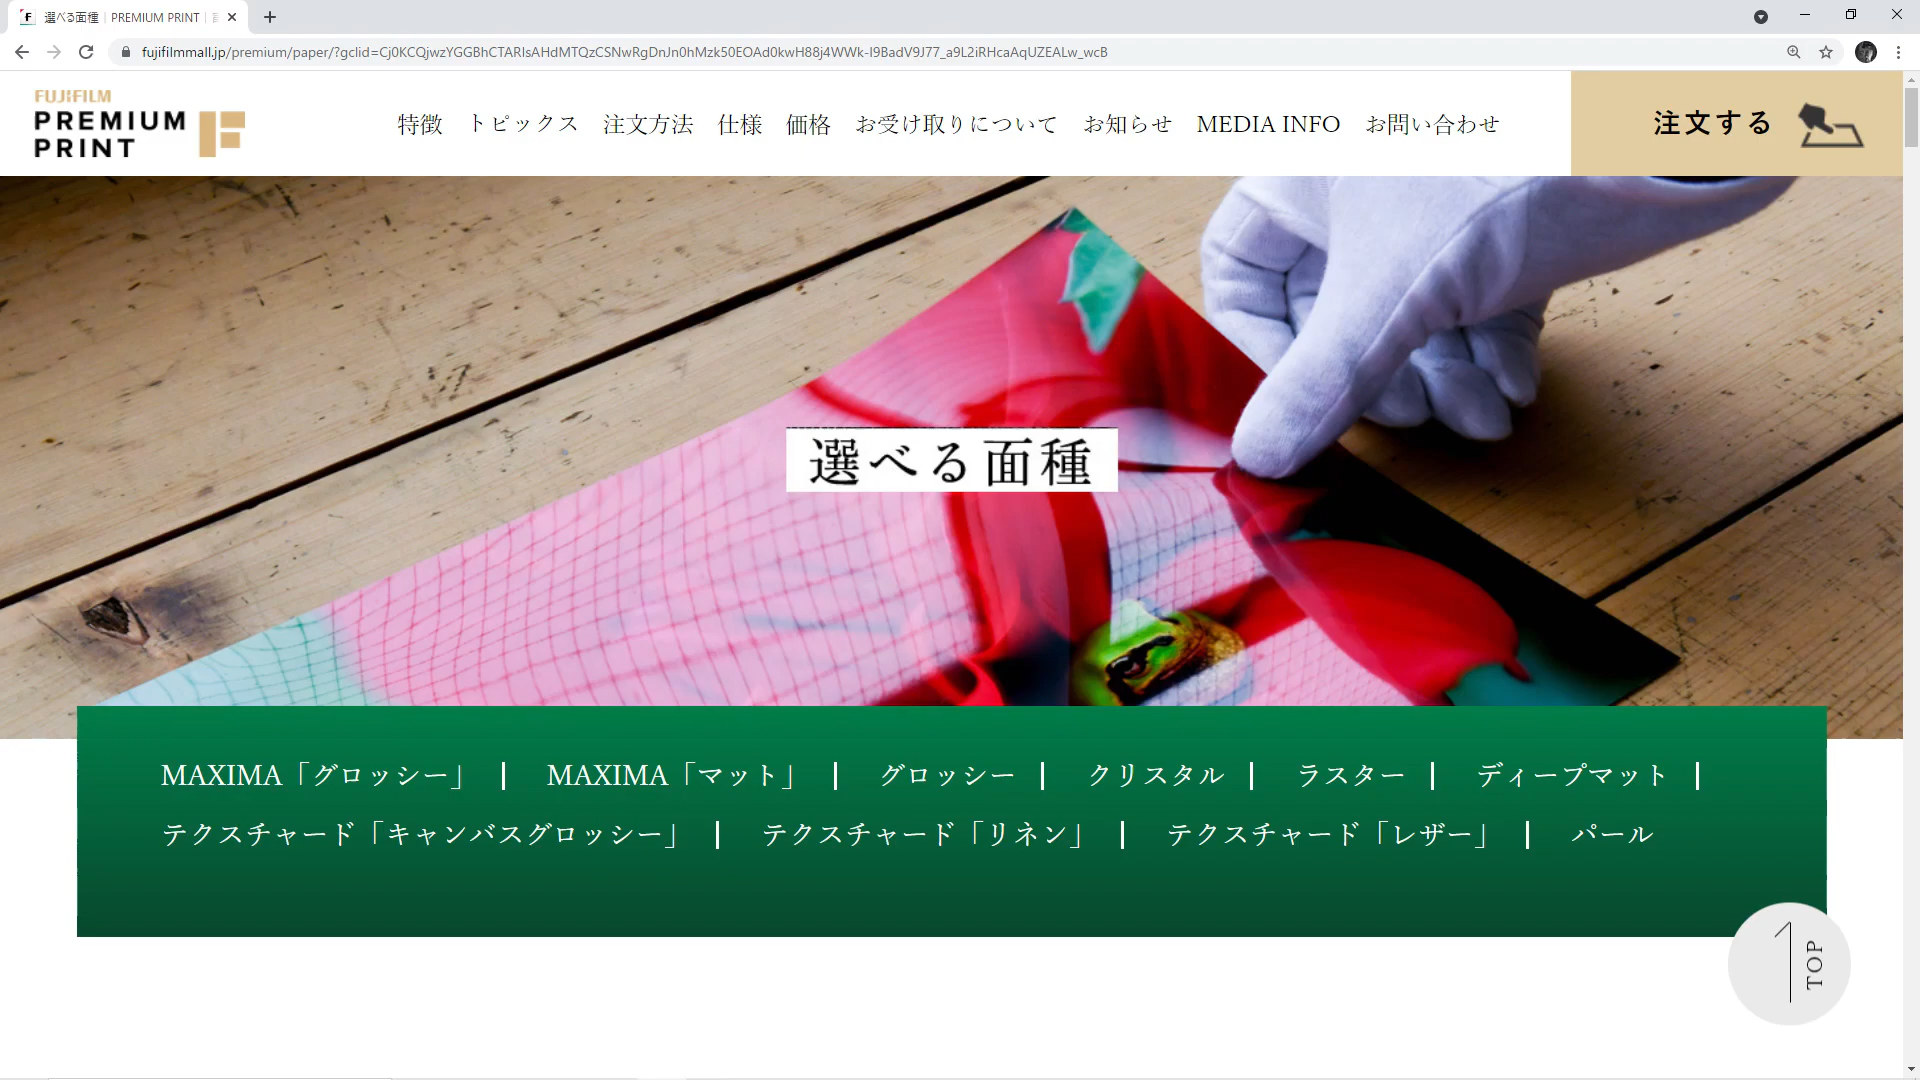 選べる面種｜PREMIUM PRINT｜
fujifilmmall.jp/premium/paper/?gclid=Cj0KCQjwzYGGBhCTARIsAHdMTQzCSNwRgDnJn0hMzk50EOAd0kwH88j4WWk-I9BadV9J77_a9L2iRHcaAqUZEALw_wcB
FUJIFILM
PREMIUM
PRINT
特徴 トピックス 注文方法 仕様 価格 お受け取りについて お知らせ MEDIA INFO お問い合わせ
注文する
選べる面種
MAXIMA「グロッシー」 | MAXIMA「マット」 | グロッシー | クリスタル | ラスター | ディープマット |
テクスチャード「キャンバスグロッシー」 | テクスチャード「リネン」 | テクスチャード「レザー」 | パール
TOP